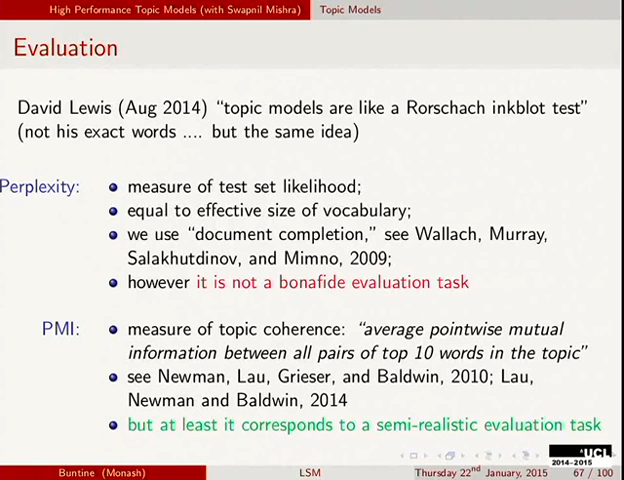 High Performance Topic Models (with Swapnil Mishra) Topic Models
Evaluation
David Lewis (Aug 2014) “topic models are like a Rorschach inkblot test”
(not his exact words .... but the same idea)
Perplexity: measure of test set likelihood;
equal to effective size of vocabulary;
we use “document completion,” see Wallach, Murray,
Salakhutdinov, and Mimno, 2009;
however it is not a bonafide evaluation task
PMI: measure of topic coherence: “average pointwise mutual
information between all pairs of top 10 words in the topic”
see Newman, Lau, Grieser, and Baldwin, 2010; Lau,
Newman and Baldwin, 2014
but at least it corresponds to a semi-realistic evaluation task
UCL
2014-2015
Buntine (Monash) LSM Thursday 22nd January, 2015 67 / 100